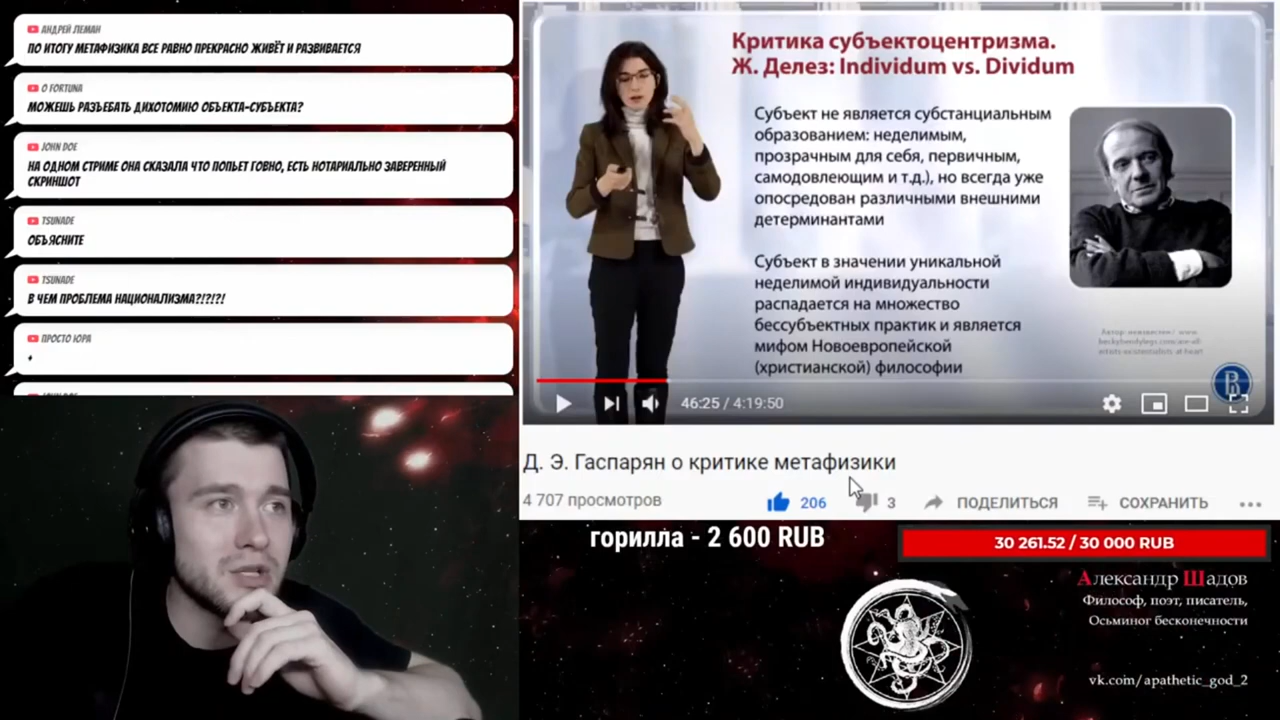 АНДРЕЙ ЛЕМАН
ПО ИТОГУ МЕТАФИЗИКА ВСЕ РАВНО ПРЕКРАСНО ЖИВЁТ И РАЗВИВАЕТСЯ
O FORTUNA
МОЖЕШЬ РАЗЪЕБАТЬ ДИХОТОМИЮ ОБЪЕКТА-СУБЪЕКТА?
JOHN DOE
НА ОДНОМ СТРИМЕ ОНА СКАЗАЛА ЧТО ПОПЬЕТ ГОВНО, ЕСТЬ НОТАРИАЛЬНО ЗАВЕРЕННЫЙ
СКРИНШОТ
TSUNADE
ОБЪЯСНИТЕ
TSUNADE
В ЧЕМ ПРОБЛЕМА НАЦИОНАЛИЗМА?!?!?!
ПРОСТО ЮРА
+
Критика субъектоцентризма.
Ж. Делез: Individum vs. Dividum
Субъект не является субстанциальным
образованием: неделимым,
прозрачным для себя, первичным,
самодовлеющим и т.д.), но всегда уже
опосредован различными внешними
детерминантами
Субъект в значении уникальной
неделимой индивидуальности
распадается на множество
бессубъектных практик и является
мифом Новоевропейской
(христианской) философии
46:25 / 4:19:50
Д. Э. Гаспарян о критике метафизики
4 707 просмотров
206
3
ПОДЕЛИТЬСЯ
СОХРАНИТЬ
горилла - 2 600 RUB
30 261.52 / 30 000 RUB
Александр Шадов
Философ, поэт, писатель,
Осьминог бесконечности
vk.com/apathetic_god_2